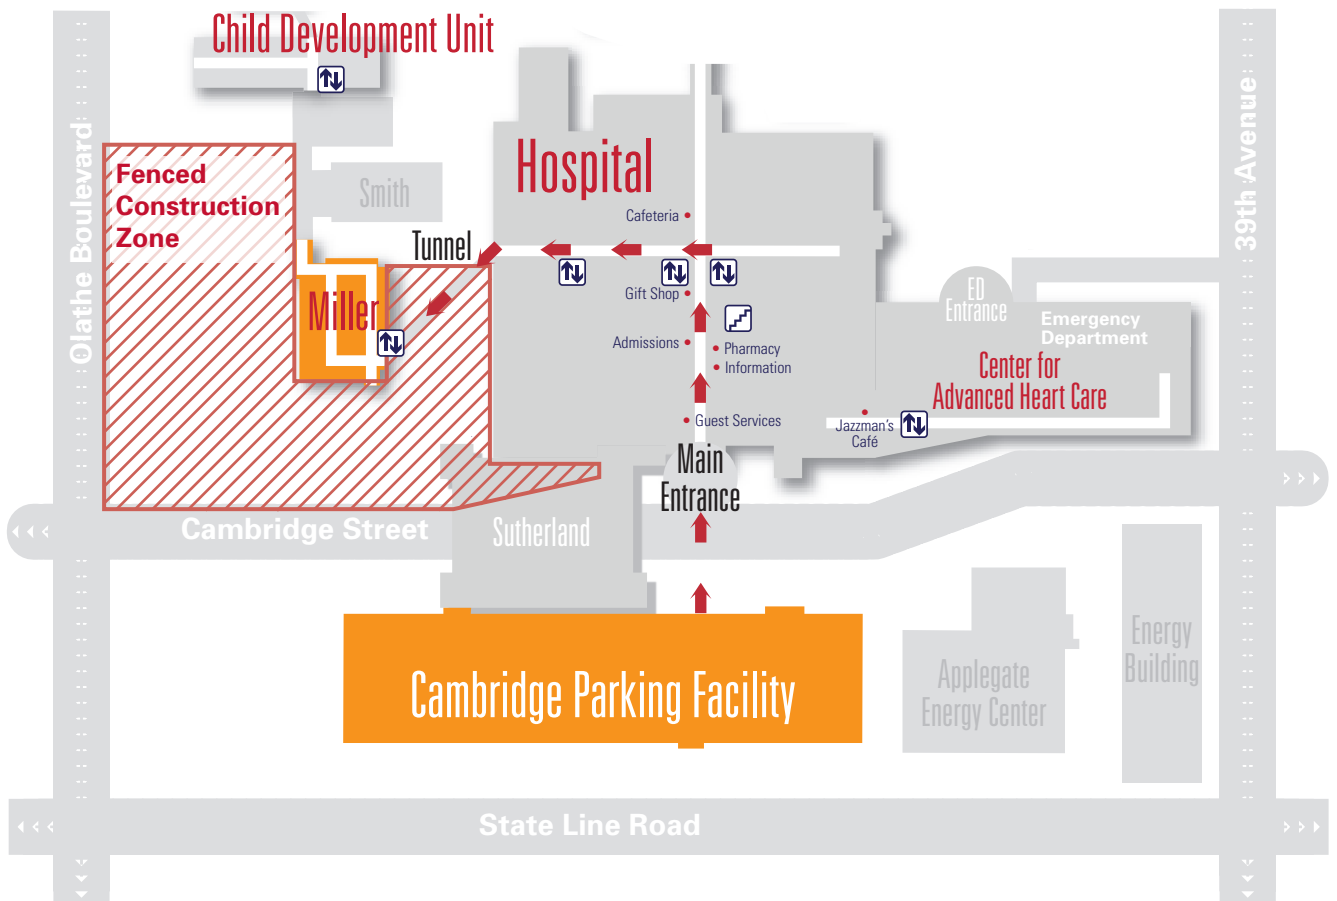 Child Development Unit
Olathe Boulevard
39th Avenue
Fenced
Construction
Zone
Smith
Hospital
Cafeteria
Tunnel
Miller
Gift Shop
Admissions
Pharmacy
Information
Guest Services
ED
Entrance
Emergency
Department
Center for
Advanced Heart Care
Jazzman's
Café
Main
Entrance
Cambridge Street
Sutherland
Cambridge Parking Facility
Applegate
Energy Center
Energy
Building
State Line Road